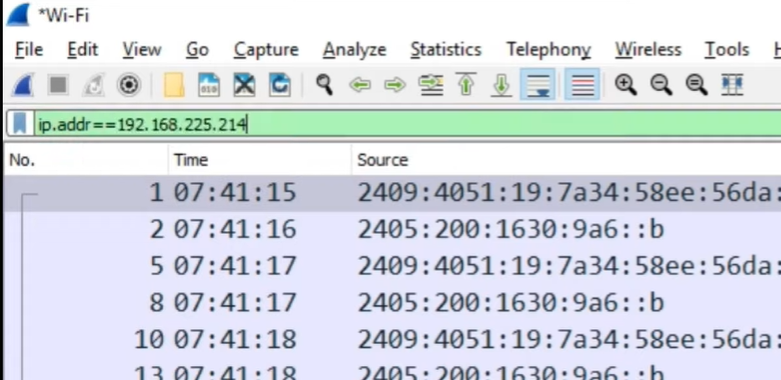 *Wi-Fi
File Edit View Go Capture Analyze Statistics Telephony Wireless Tools
ip.addr==192.168.225.214
No. Time Source
1 07:41:15 2409:4051:19:7a34:58ee:56da:
2 07:41:16 2405:200:1630:9a6::b
5 07:41:17 2409:4051:19:7a34:58ee:56da:
8 07:41:17 2405:200:1630:9a6::b
10 07:41:18 2409:4051:19:7a34:58ee:56da:
13 07:41:18 2405:200:1630:9a6::b